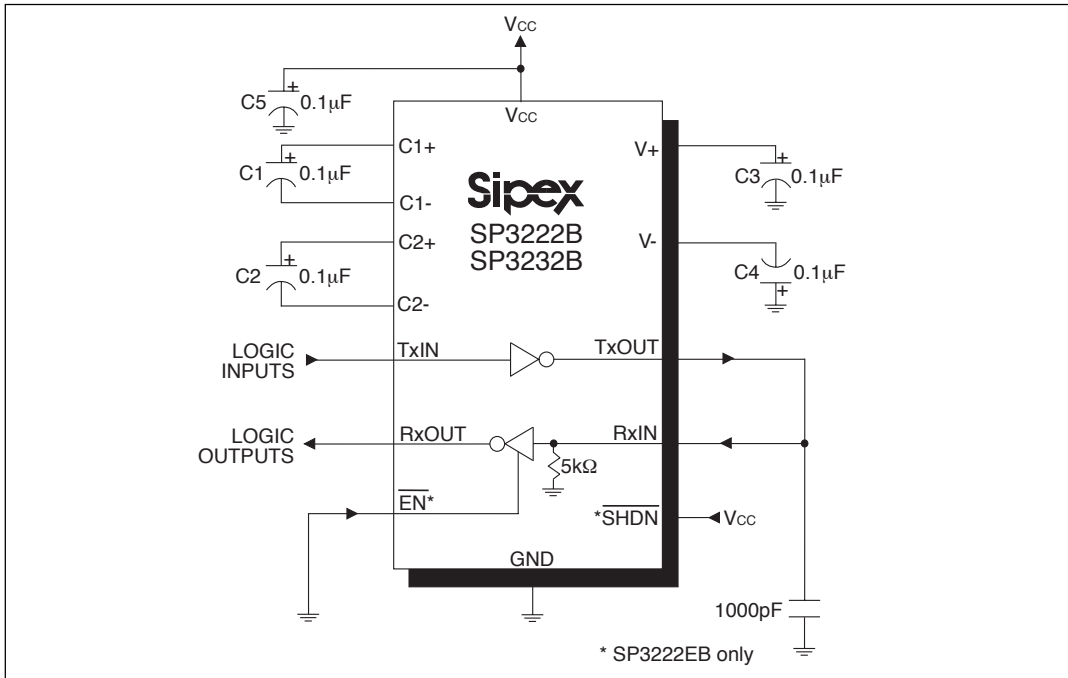 VCC
C5
+
0.1µF
VCC
C1+
V+
C1
+
0.1µF
C3
+
0.1µF
C1-
Sipex
SP3222B
SP3232B
C2+
V-
C2
+
0.1µF
C4
+
0.1µF
C2-
LOGIC
INPUTS
TxIN
TxOUT
LOGIC
OUTPUTS
RxOUT
RxIN
5kΩ
EN*
*SHDN
VCC
GND
1000pF
* SP3222EB only